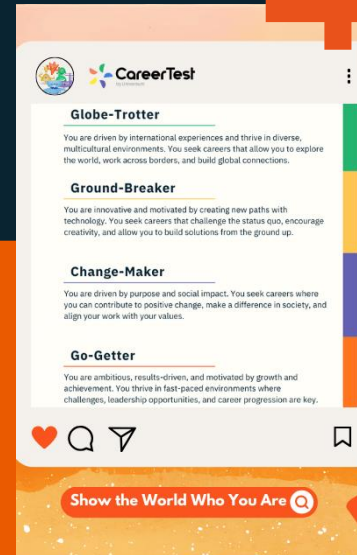 CareerTest
Globe-Trotter
You are driven by international experiences and thrive in diverse,
multicultural environments. You seek careers that allow you to explore
the world, work across borders, and build global connections.
Ground-Breaker
You are innovative and motivated by creating new paths with
technology. You seek careers that challenge the status quo, encourage
creativity, and allow you to build solutions from the ground up.
Change-Maker
You are driven by purpose and social impact. You seek careers where
you can contribute to positive change, make a difference in society, and
align your work with your values.
Go-Getter
You are ambitious, results-driven, and motivated by growth and
achievement. You thrive in fast-paced environments where
challenges, leadership opportunities, and career progression are key.
Show the World Who You Are